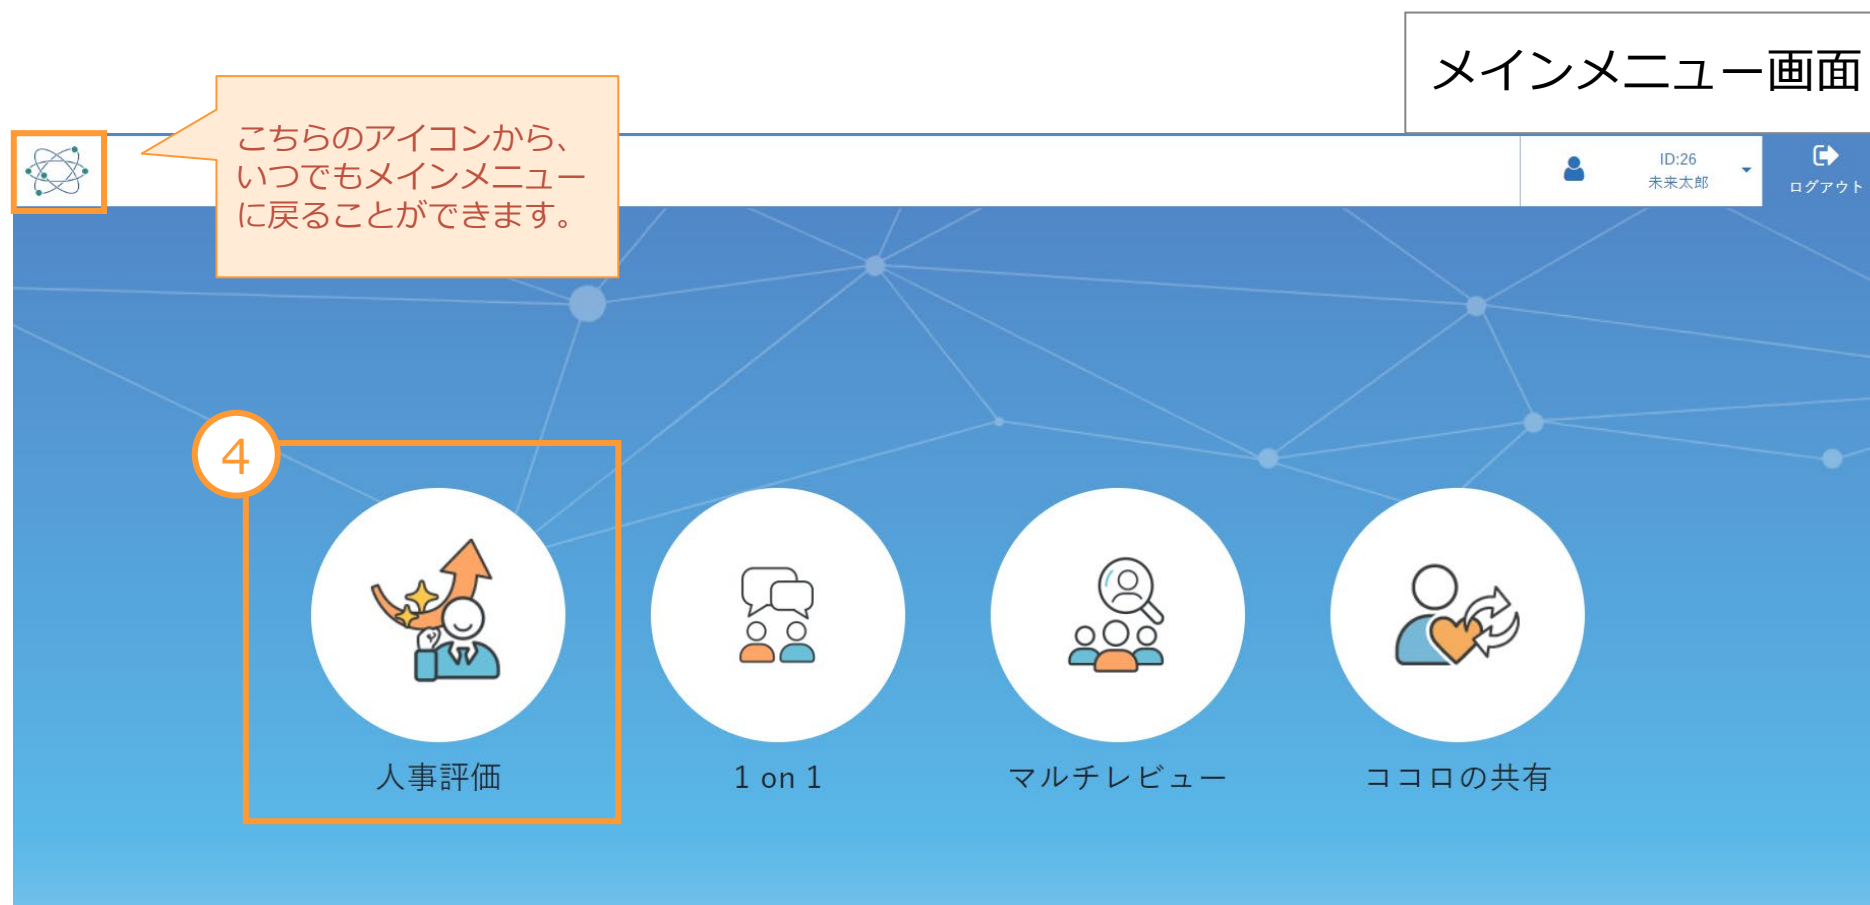 メインメニュー画面
こちらのアイコンから、
いつでもメインメニュー
に戻ることができます。
ID:26
未来太郎
ログアウト
4
人事評価
1 on 1
マルチレビュー
ココロの共有